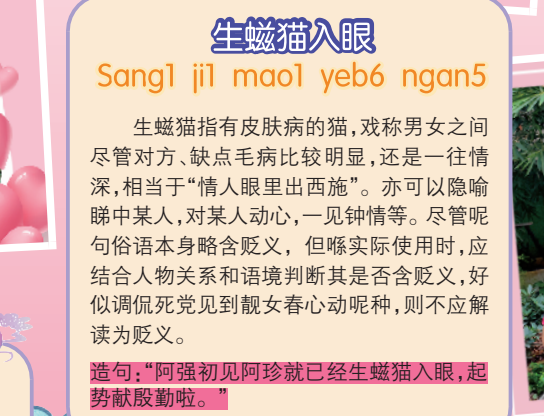 生螆猫入眼
Sang1 ji1 mao1 yeb6 ngan5
生螆猫指有皮肤病的猫,戏称男女之间
尽管对方、缺点毛病比较明显,还是一往情
深,相当于“情人眼里出西施”。亦可以隐喻
睇中某人,对某人动心,一见钟情等。尽管呢
句俗语本身略含贬义，但喺实际使用时,应
结合人物关系和语境判断其是否含贬义,好
似调侃死党见到靓女春心动呢种,则不应解
读为贬义。
造句:“阿强初见阿珍就已经生螆猫入眼,起
势献殷勤啦。”